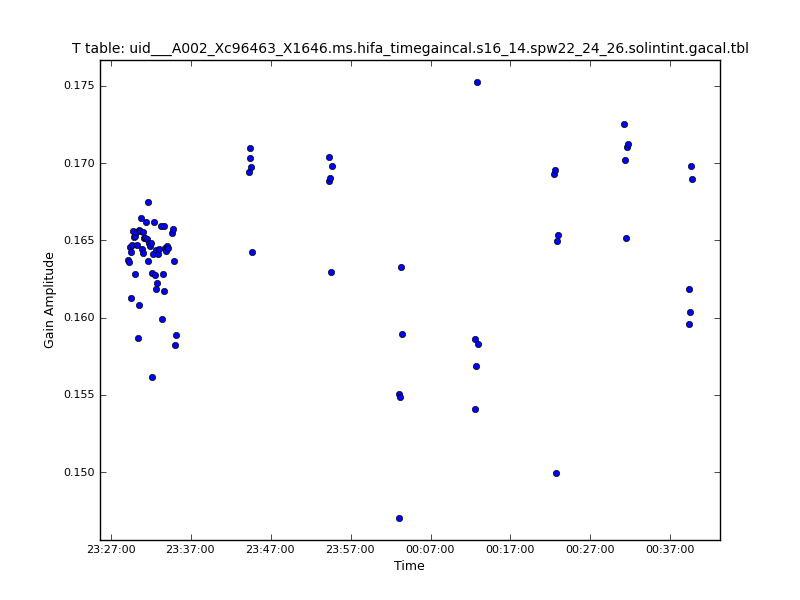 T table: uid___A002_Xc96463_X1646.ms.hifa_timegaincal.s16_14.spw22_24_26.solintint.gacal.tbl
0.175
0.170
0.165
0.160
0.155
0.150
Gain Amplitude
23:27:00 23:37:00 23:47:00 23:57:00 00:07:00 00:17:00 00:27:00 00:37:00
Time